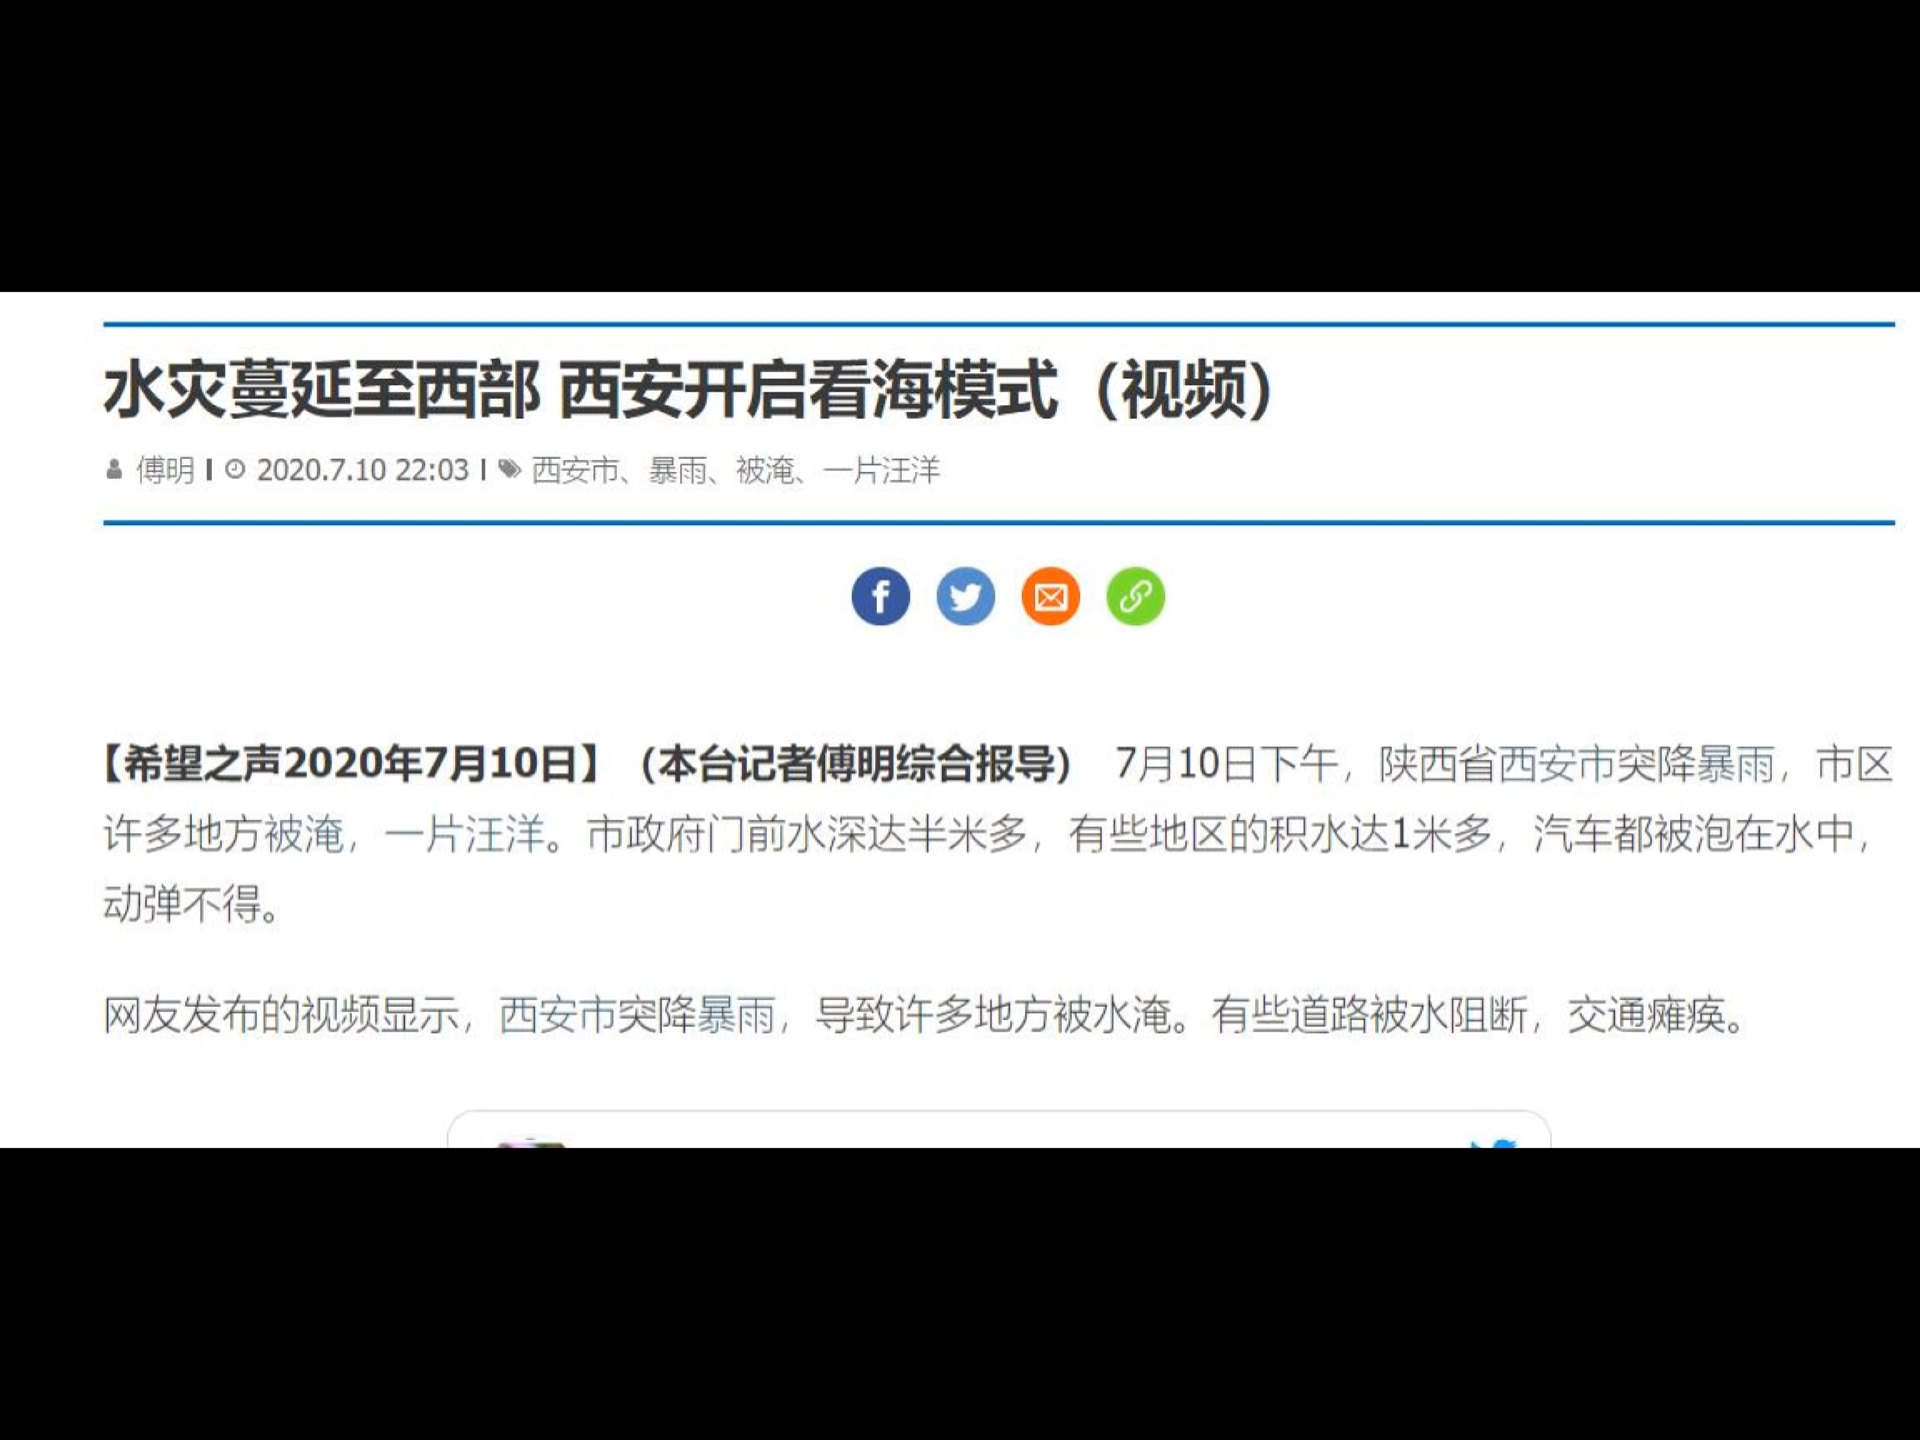 水灾蔓延至西部 西安开启看海模式（视频）
傅明 | 2020.7.10 22:03 | 西安市、暴雨、被淹、一片汪洋
【希望之声2020年7月10日】（本台记者傅明综合报导） 7月10日下午，陕西省西安市突降暴雨，市区
许多地方被淹，一片汪洋。市政府门前水深达半米多，有些地区的积水达1米多，汽车都被泡在水中，
动弹不得。
网友发布的视频显示，西安市突降暴雨，导致许多地方被水淹。有些道路被水阻断，交通瘫痪。